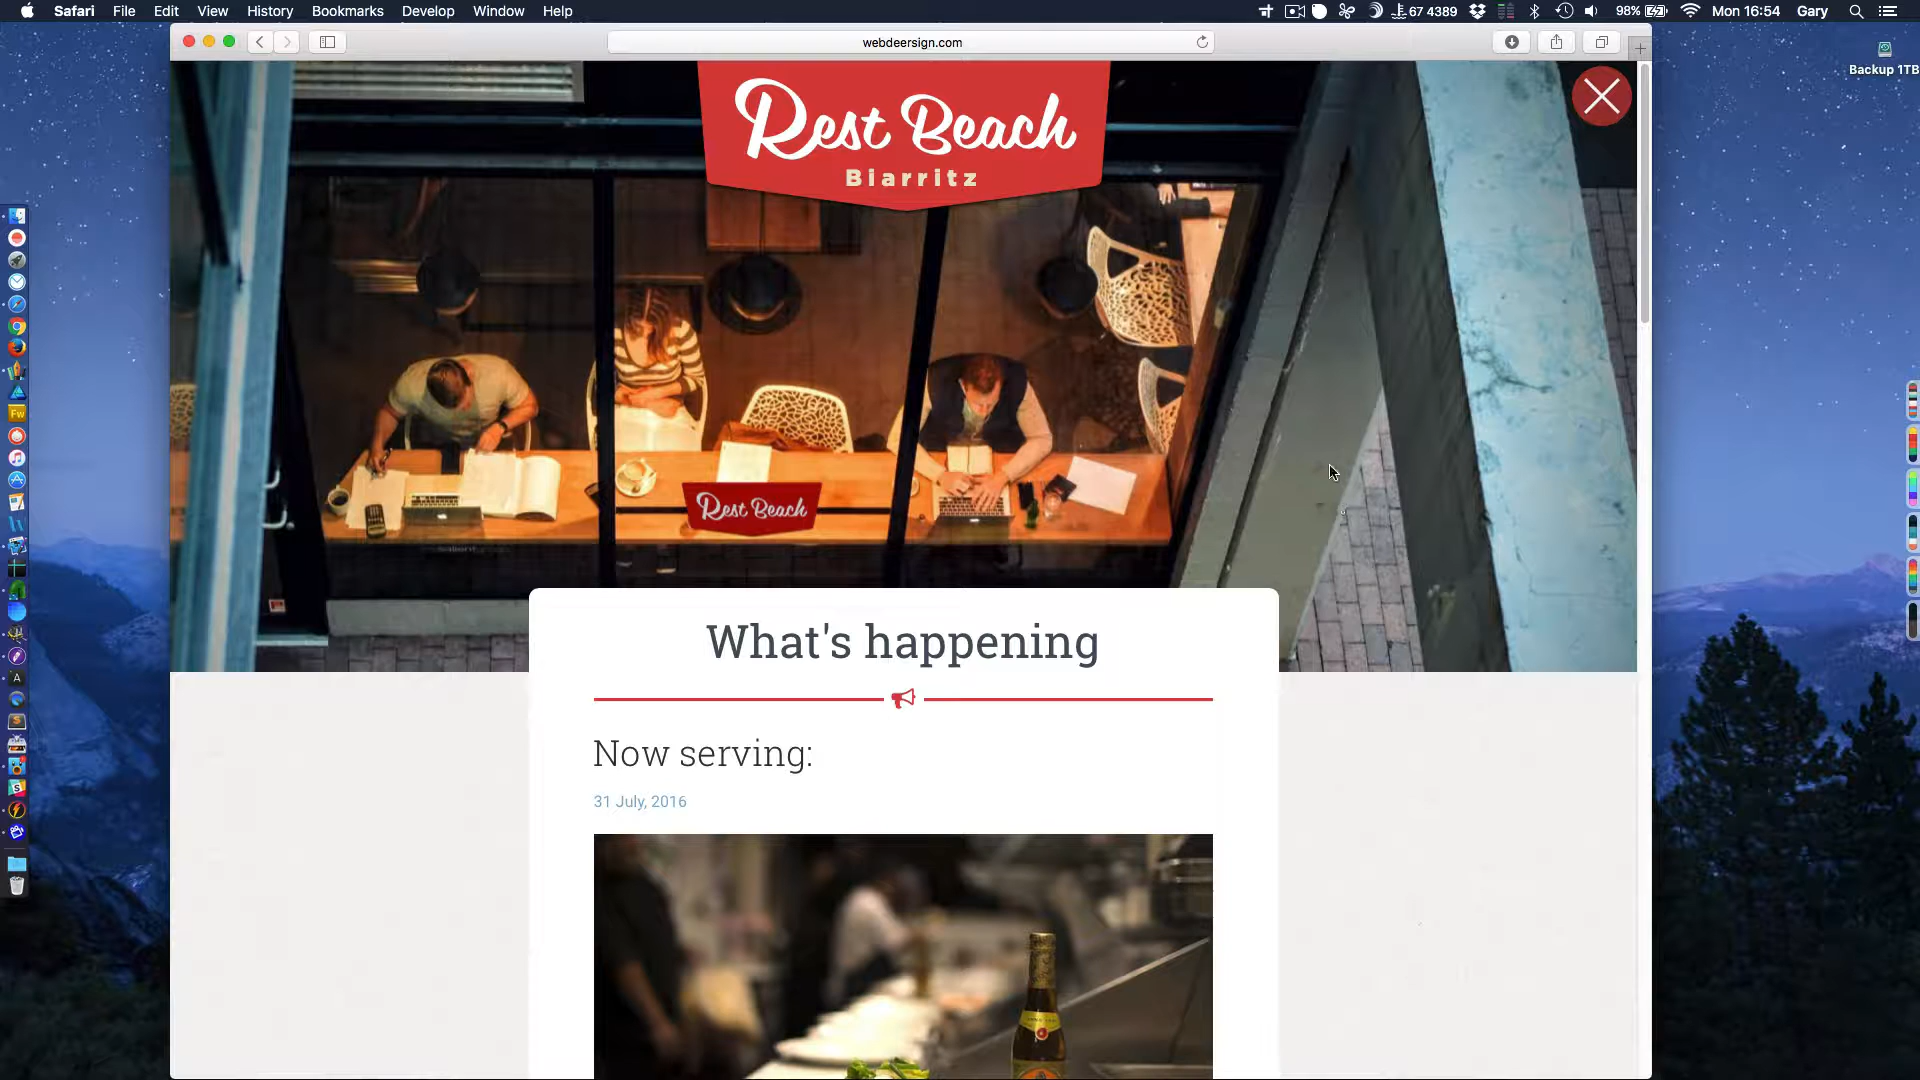 Safari File Edit View History Bookmarks Develop Window Help
67 4389 98% Mon 16:54 Gary
webdeersign.com
Backup 1TB
Rest Beach
Biarritz
Fw
Rest Beach
What's happening
Now serving:
31 July, 2016